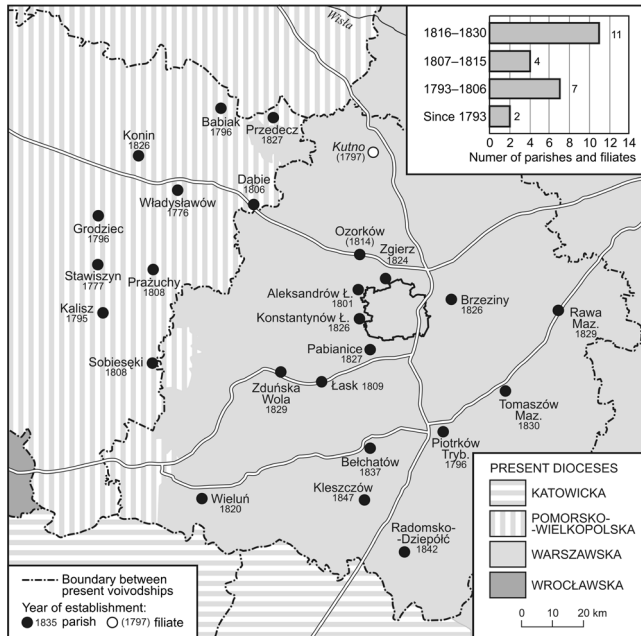 Wisła
1816–1830
11
1807–1815
4
1793–1806
7
Since 1793
2
0 2 4 6 8 10 12 14
Numer of parishes and filiates
Babiak
1796
Przedecz
1827
Konin
1826
Kutno
(1797)
Dąbie
1806
Władysławów
1776
Grodziec
1796
Ozorków
(1814)
Zgierz
1824
Stawiszyn
1777
Prażuchy
1808
Aleksandrów Ł.
1801
Brzeziny
1826
Kalisz
1795
Konstantynów Ł.
1826
Rawa
Maz.
1829
Pabianice
1827
Sobiesęki
1808
Zduńska
Wola
1829
Łask 1809
Tomaszów
Maz.
1830
Piotrków
Tryb.
1796
Bełchatów
1837
Wieluń
1820
Kleszczów
1847
Radomsko-
-Dziepółć
1842
PRESENT DIOCESES
KATOWICKA
POMORSKO-
-WIELKOPOLSKA
WARSZAWSKA
WROCŁAWSKA
0 10 20 km
Boundary between
present voivodships
Year of establishment:
1835 parish (1797) filiate